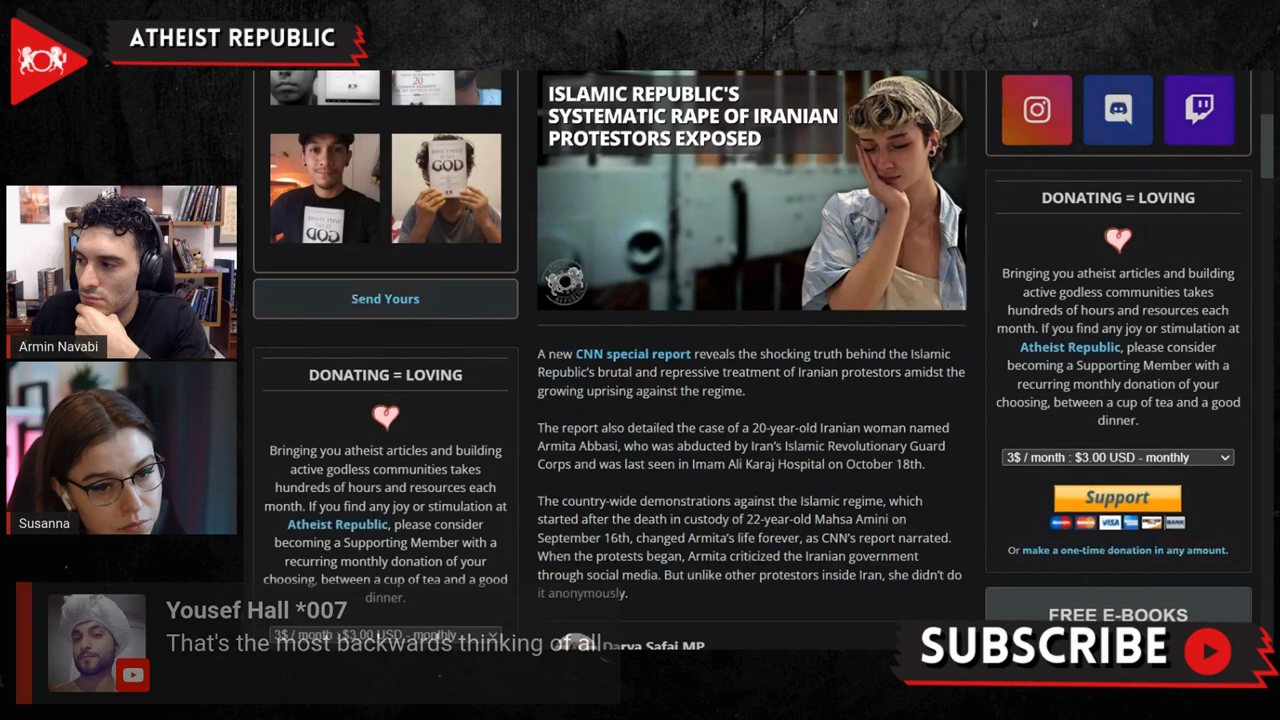 ATHEIST REPUBLIC
Armin Navabi
Susanna
WHY THERE
IS NO
GOD
Send Yours
DONATING = LOVING
Bringing you atheist articles and building
active godless communities takes
hundreds of hours and resources each
month. If you find any joy or stimulation at
Atheist Republic, please consider
becoming a Supporting Member with a
recurring monthly donation of your
choosing, between a cup of tea and a good
dinner.
3$ / month : $3.00 USD - monthly
ISLAMIC REPUBLIC'S
SYSTEMATIC RAPE OF IRANIAN
PROTESTORS EXPOSED
A new CNN special report reveals the shocking truth behind the Islamic
Republic's brutal and repressive treatment of Iranian protestors amidst the
growing uprising against the regime.
The report also detailed the case of a 20-year-old Iranian woman named
Armita Abbasi, who was abducted by Iran's Islamic Revolutionary Guard
Corps and was last seen in Imam Ali Karaj Hospital on October 18th.
The country-wide demonstrations against the Islamic regime, which
started after the death in custody of 22-year-old Mahsa Amini on
September 16th, changed Armita's life forever, as CNN's report narrated.
When the protests began, Armita criticized the Iranian government
through social media. But unlike other protestors inside Iran, she didn't do
it anonymously.
Darya Safai MP
DONATING = LOVING
Bringing you atheist articles and building
active godless communities takes
hundreds of hours and resources each
month. If you find any joy or stimulation at
Atheist Republic, please consider
becoming a Supporting Member with a
recurring monthly donation of your
choosing, between a cup of tea and a good
dinner.
3$ / month : $3.00 USD - monthly
Support
VISA
BANK
Or make a one-time donation in any amount.
FREE E-BOOKS
Yousef Hall *007
That's the most backwards thinking of all
SUBSCRIBE